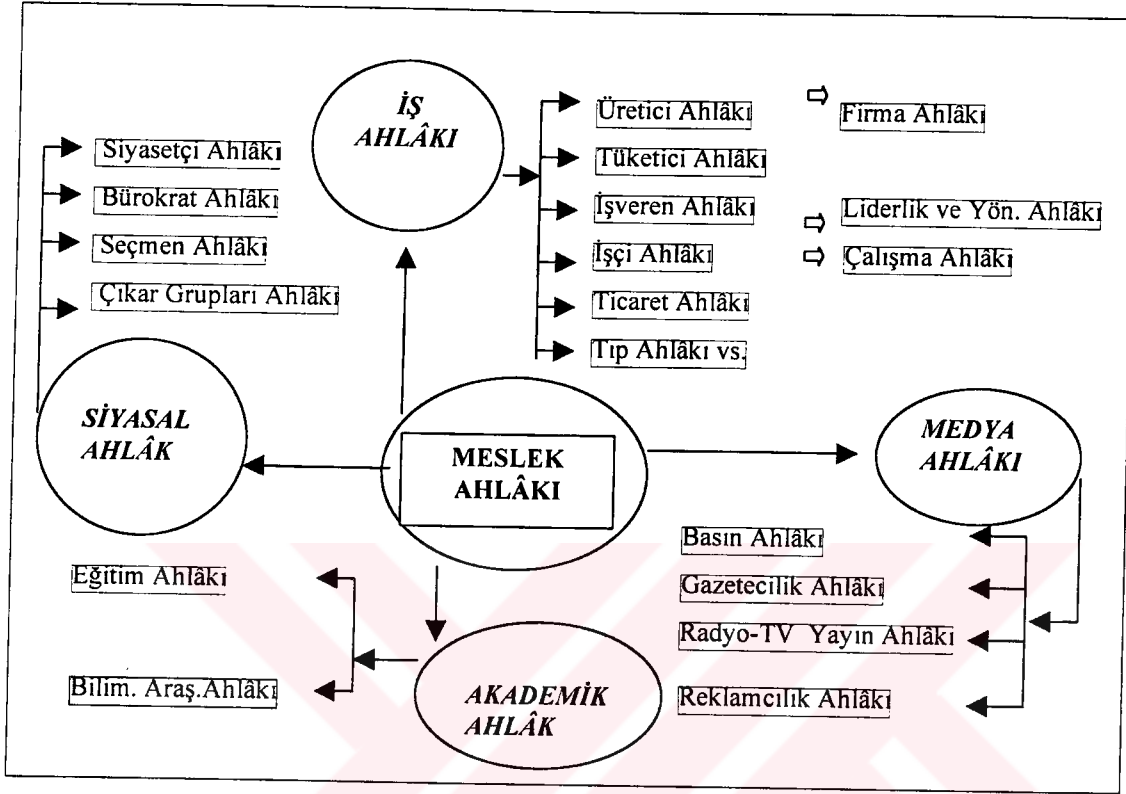 İŞ
AHLÂKI
Üretici Ahlâkı ⇨ Firma Ahlâkı
Tüketici Ahlâkı
İşveren Ahlâkı ⇨ Liderlik ve Yön. Ahlâkı
İşçi Ahlâkı ⇨ Çalışma Ahlâkı
Ticaret Ahlâkı
Tıp Ahlâkı vs.
Siyasetçi Ahlâkı
Bürokrat Ahlâkı
Seçmen Ahlâkı
Çıkar Grupları Ahlâkı
SİYASAL
AHLÂK
MESLEK
AHLÂKI
MEDYA
AHLÂKI
Basın Ahlâkı
Gazetecilik Ahlâkı
Radyo-TV Yayın Ahlâkı
Reklamcılık Ahlâkı
Eğitim Ahlâkı
Bilim. Araş.Ahlâkı
AKADEMİK
AHLÂK